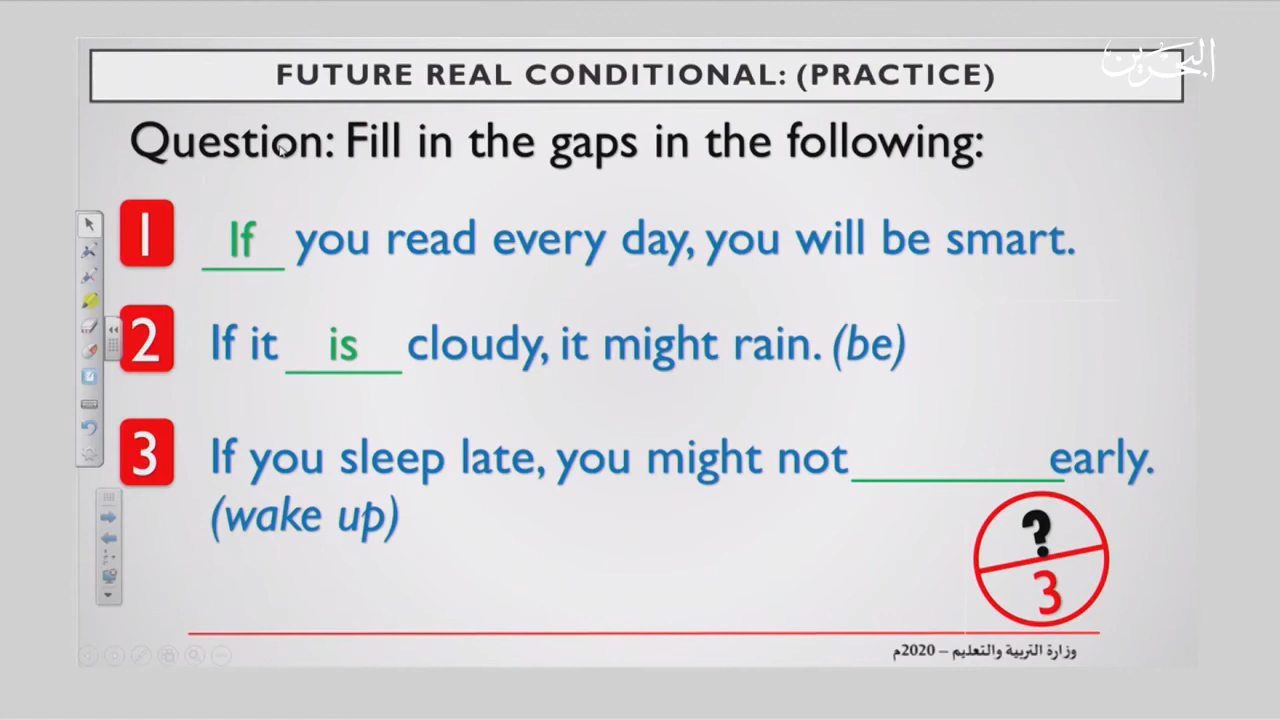 البحرين
FUTURE REAL CONDITIONAL: (PRACTICE)
Question: Fill in the gaps in the following:
1 If you read every day, you will be smart.
2 If it is cloudy, it might rain. (be)
3 If you sleep late, you might not __________ early.
(wake up)
?
3
وزارة التربية والتعليم – 2020م